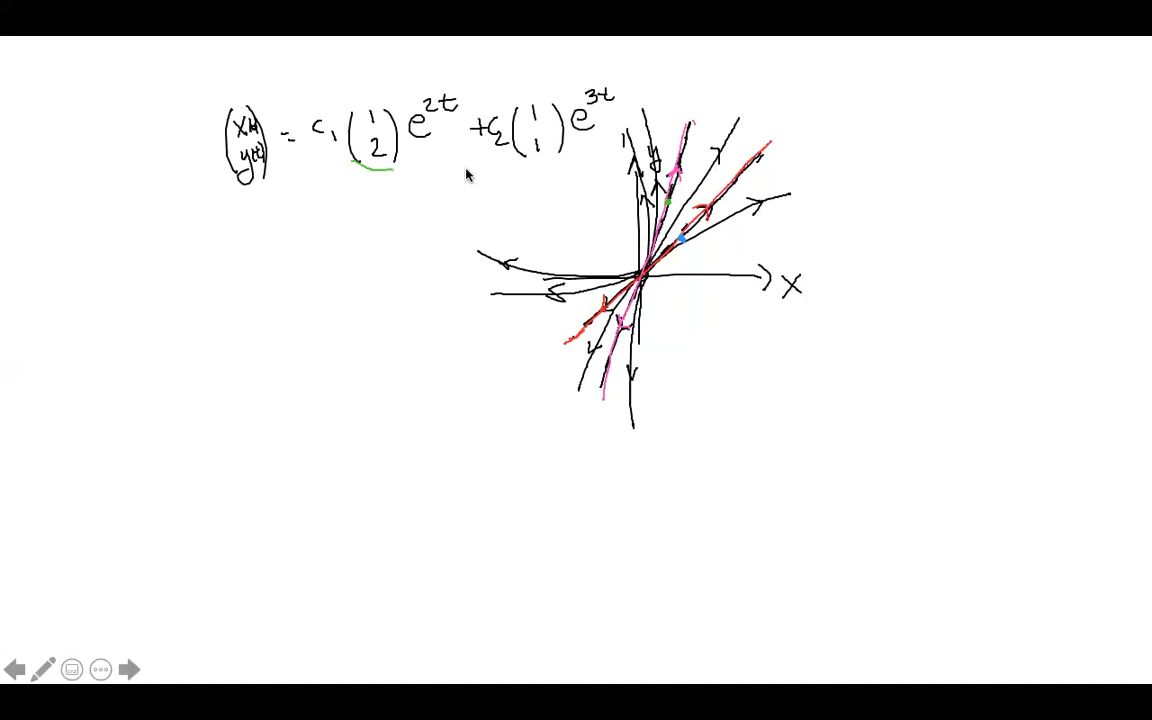 (x(t) y(t)) = c₁ (1 2) e^2t + c₂ (1 1) e^3t
y
x